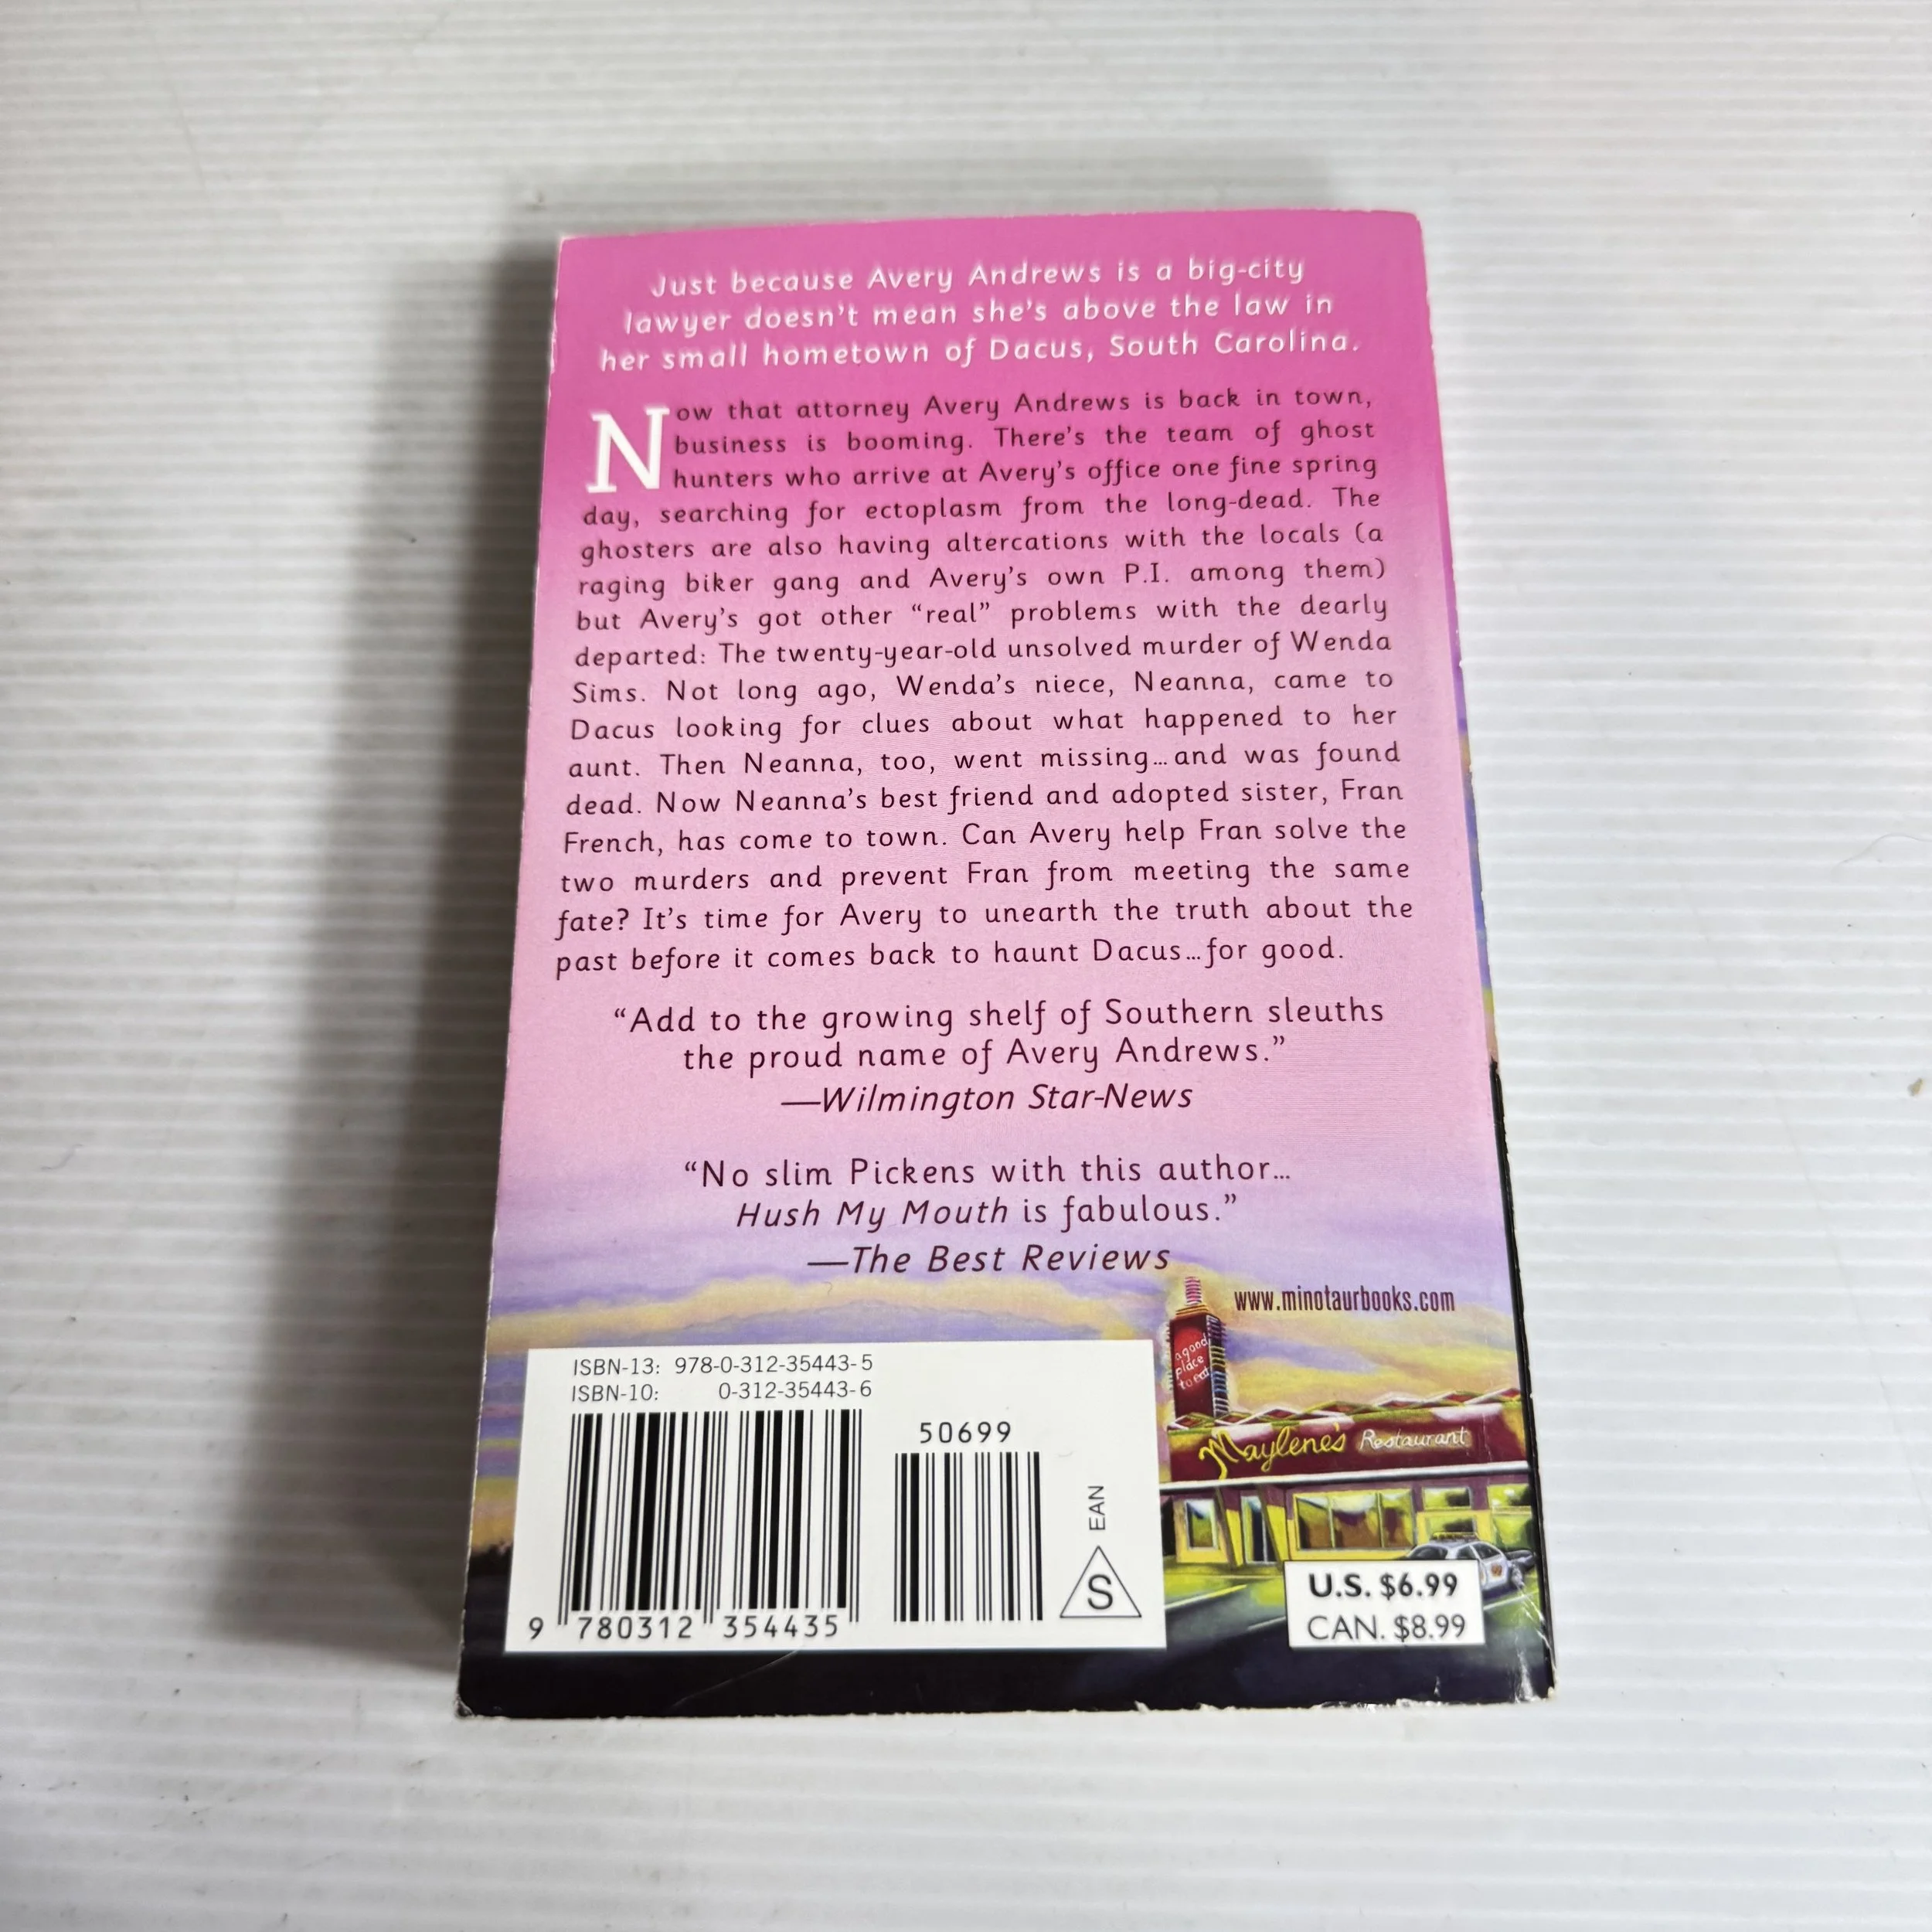 Just because Avery Andrews is a big-city
lawyer doesn't mean she's above the law in
her small hometown of Dacus, South Carolina.
Now that attorney Avery Andrews is back in town,
business is booming. There's the team of ghost
hunters who arrive at Avery's office one fine spring
day, searching for ectoplasm from the long-dead. The
ghosters are also having altercations with the locals (a
raging biker gang and Avery's own P.I. among them)
but Avery's got other “real” problems with the dearly
departed: The twenty-year-old unsolved murder of Wenda
Sims. Not long ago, Wenda's niece, Neanna, came to
Dacus looking for clues about what happened to her
aunt. Then Neanna, too, went missing…and was found
dead. Now Neanna's best friend and adopted sister, Fran
French, has come to town. Can Avery help Fran solve the
two murders and prevent Fran from meeting the same
fate? It's time for Avery to unearth the truth about the
past before it comes back to haunt Dacus…for good.
“Add to the growing shelf of Southern sleuths
the proud name of Avery Andrews.”
—Wilmington Star-News
“No slim Pickens with this author…
Hush My Mouth is fabulous.”
—The Best Reviews
www.minotaurbooks.com
a good
place
to eat
Maylene's Restaurant
ISBN-13: 978-0-312-35443-5
ISBN-10: 0-312-35443-6
50699
EAN
S
9 780312 354435
U.S. $6.99
CAN. $8.99